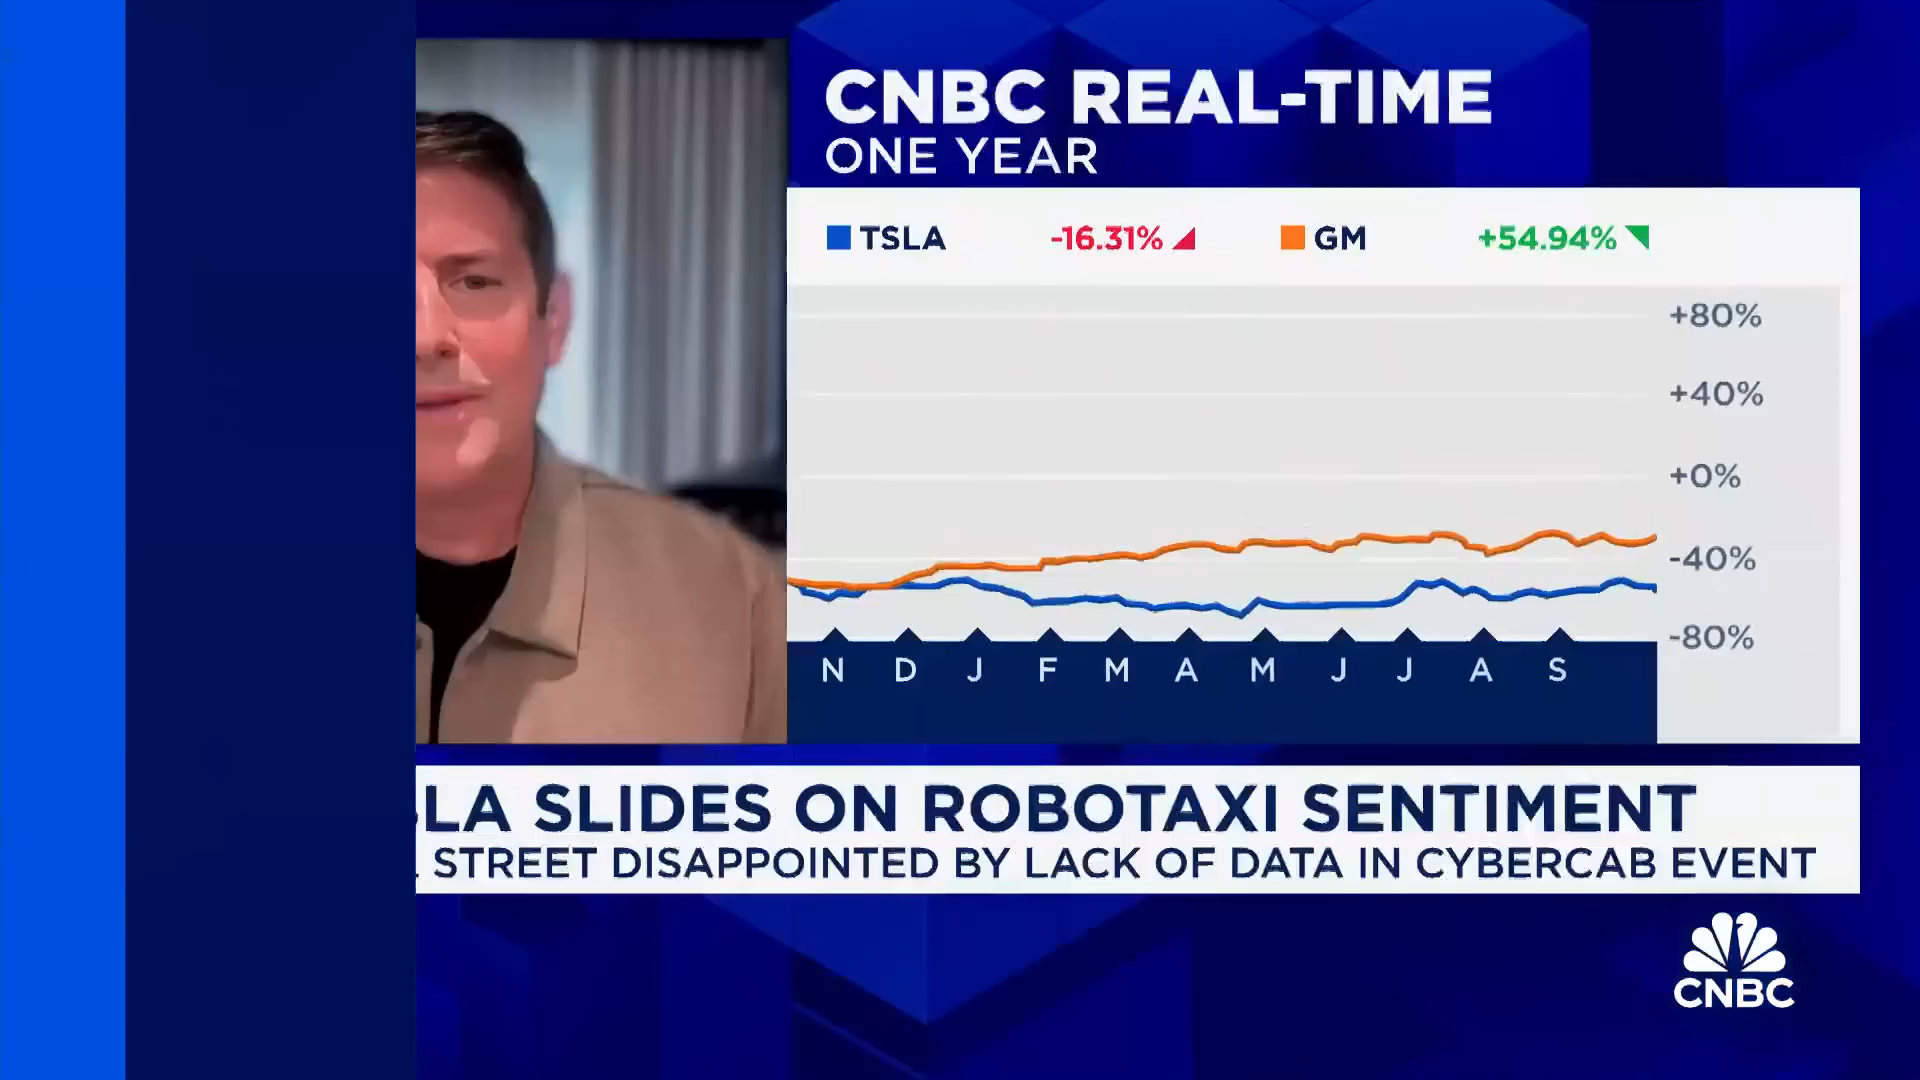 CNBC REAL-TIME
ONE YEAR
TSLA -16.31% GM +54.94%
+80%
+40%
+0%
-40%
-80%
N D J F M A M J J A S
LA SLIDES ON ROBOTAXI SENTIMENT
STREET DISAPPOINTED BY LACK OF DATA IN CYBERCAB EVENT
CNBC